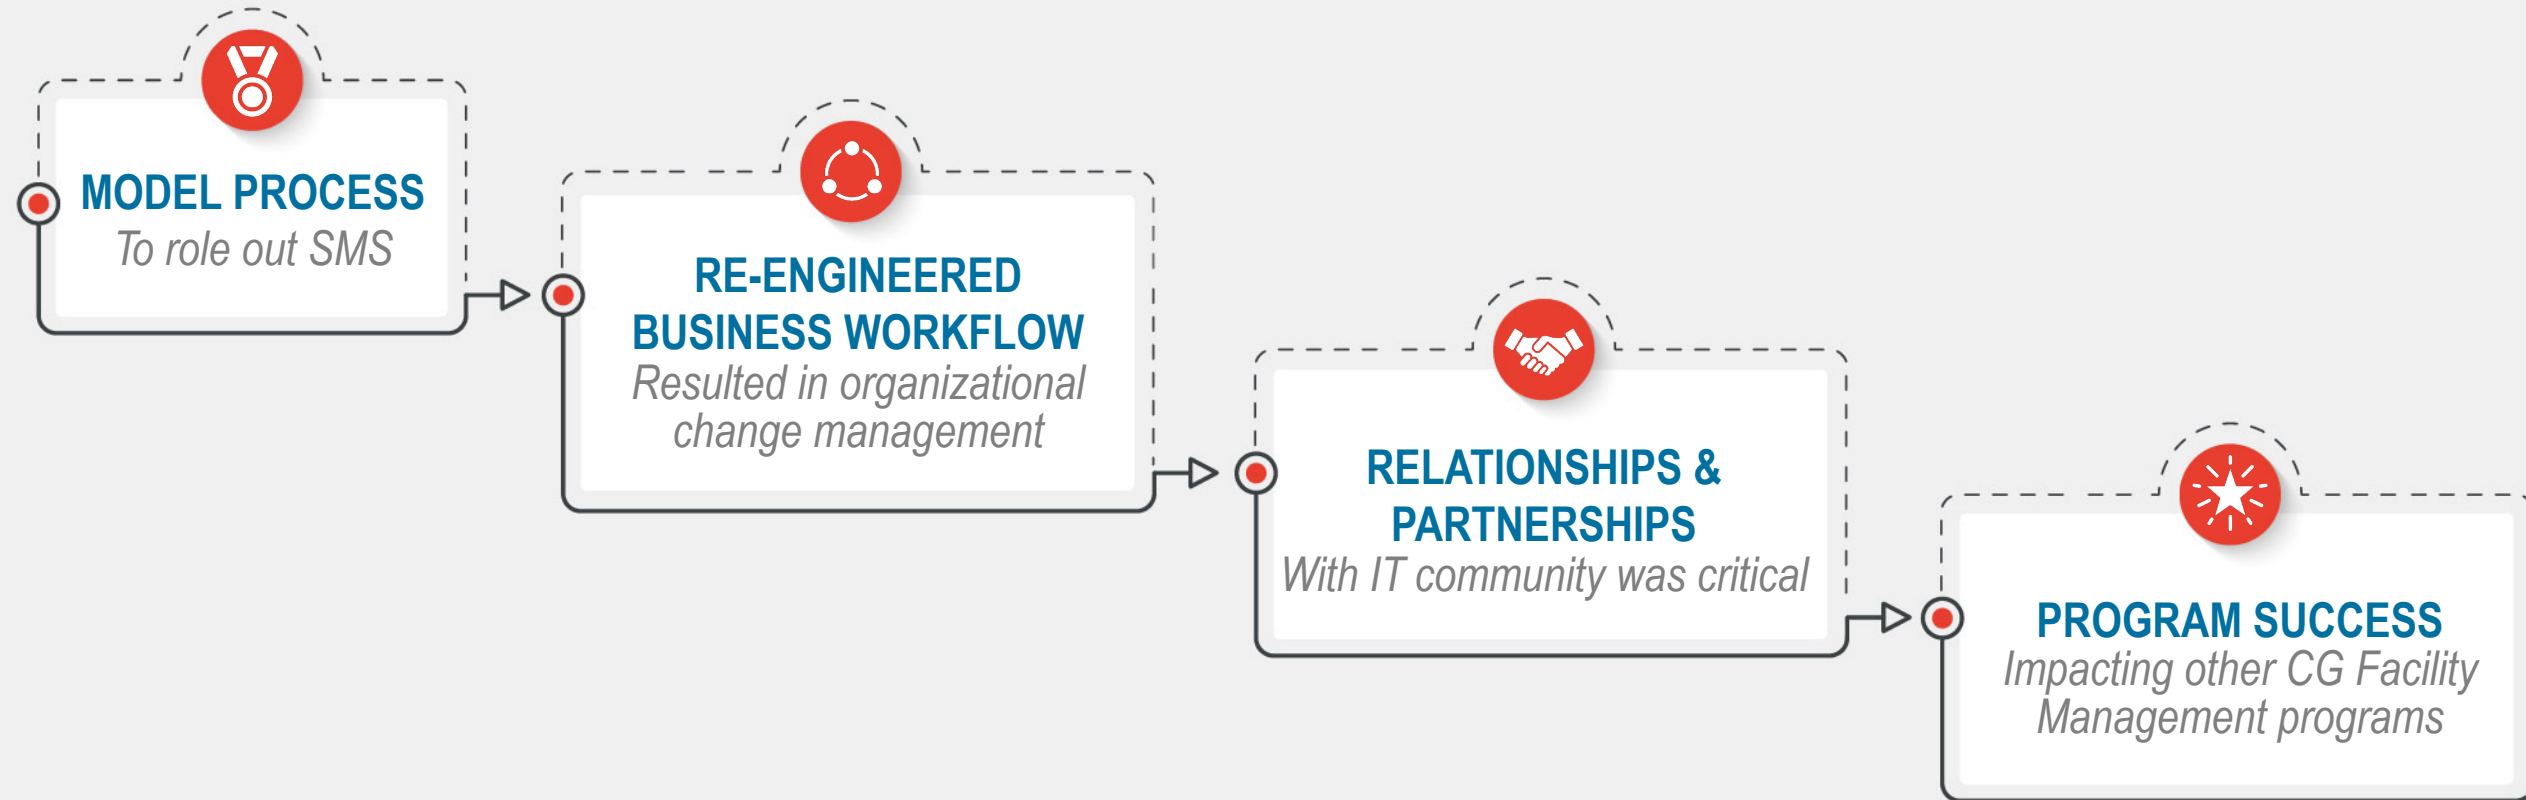 MODEL PROCESS
To role out SMS
RE-ENGINEERED
BUSINESS WORKFLOW
Resulted in organizational
change management
RELATIONSHIPS &
PARTNERSHIPS
With IT community was critical
PROGRAM SUCCESS
Impacting other CG Facility
Management programs